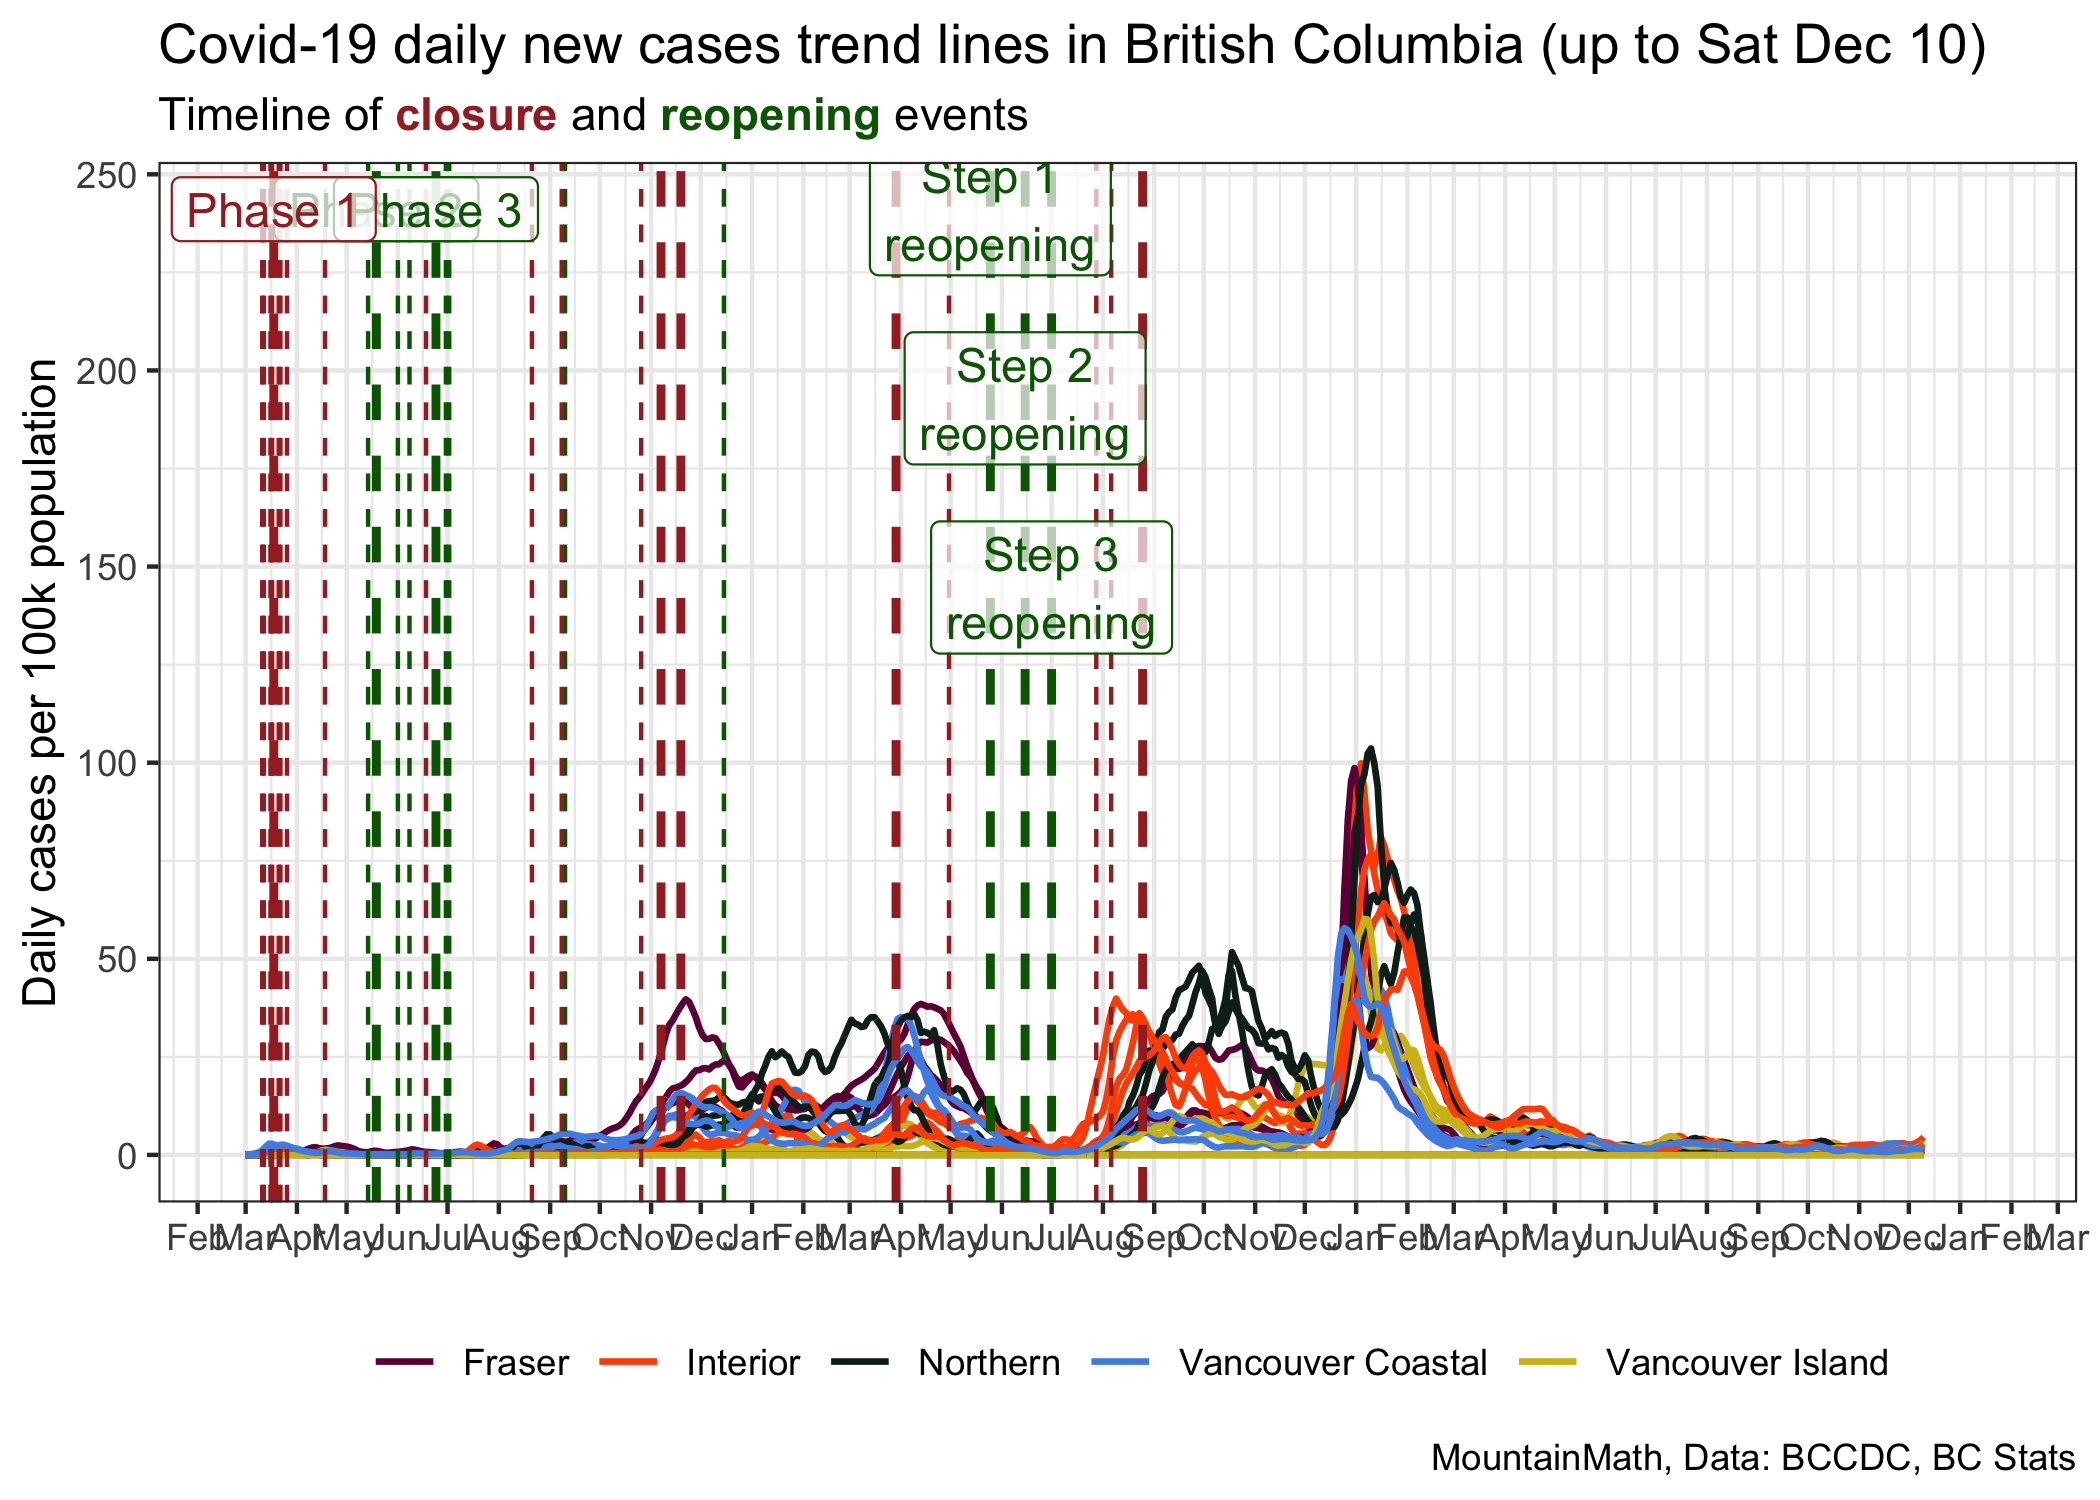 Covid-19 daily new cases trend lines in British Columbia (up to Sat Dec 10)
Timeline of closure and reopening events
Daily cases per 100k population
250
200
150
100
50
0
Phase 1 Phase 2 Phase 3
Step 1
reopening
Step 2
reopening
Step 3
reopening
Feb Mar Apr May Jun Jul Aug Sep Oct Nov Dec Jan Feb Mar Apr May Jun Jul Aug Sep Oct Nov Dec Jan Feb Mar Apr May Jun Jul Aug Sep Oct Nov Dec Jan Feb Mar
Fraser Interior Northern Vancouver Coastal Vancouver Island
MountainMath, Data: BCCDC, BC Stats